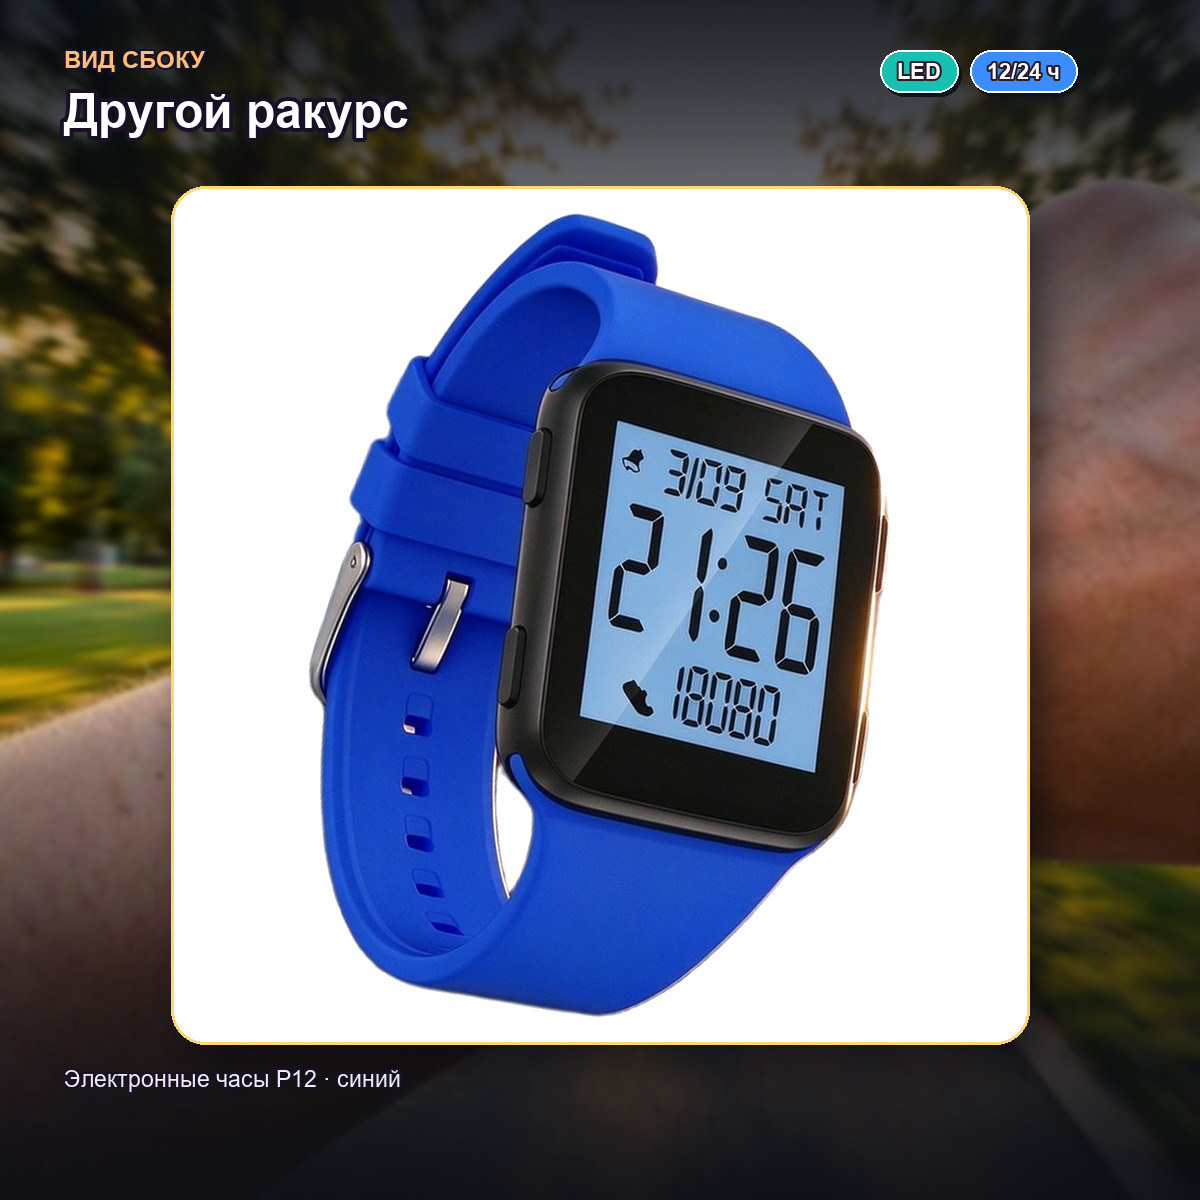 ВИД СБОКУ
Другой ракурс
LED
12/24 ч
3/09 SAT
21:26
18080
Электронные часы P12 · синий